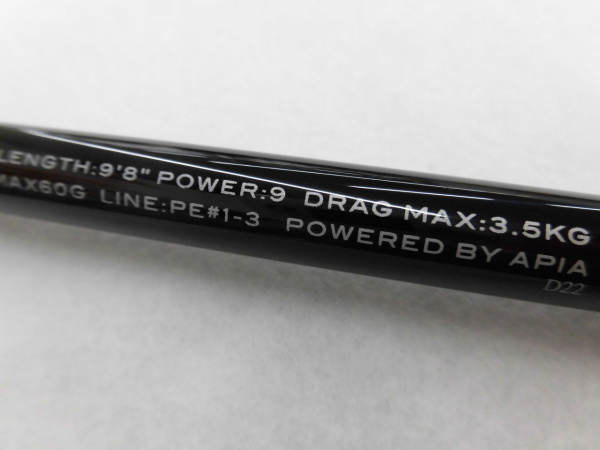 LENGTH:9'8" POWER:9 DRAG MAX:3.5KG
MAX60G LINE:PE#1-3 POWERED BY APIA
D22